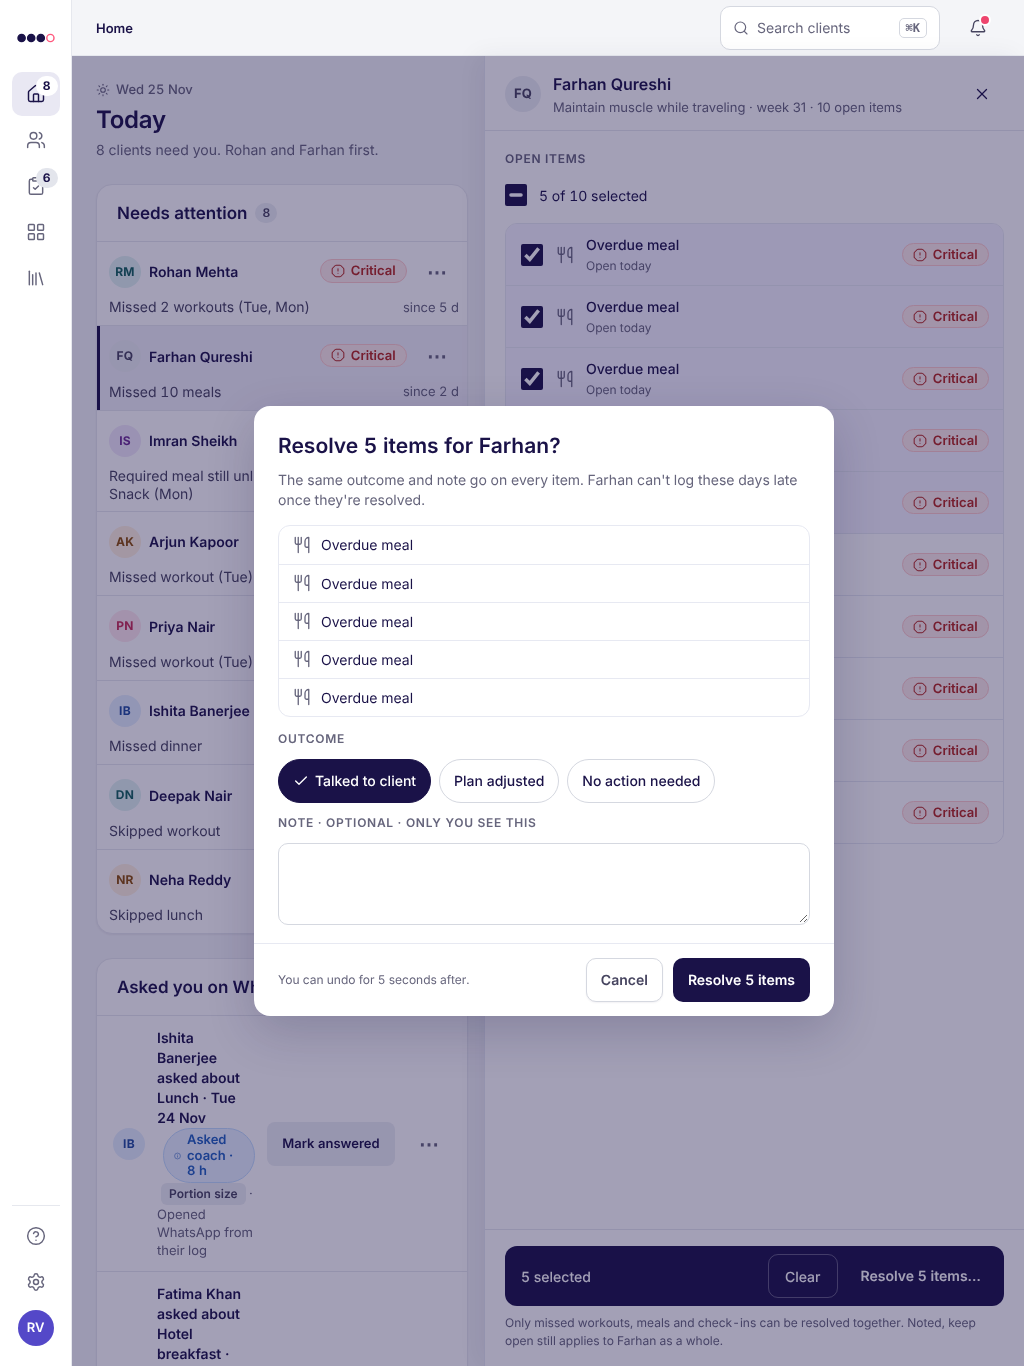 Home
Search clients
⌘K
8
6
RV
Wed 25 Nov
Today
8 clients need you. Rohan and Farhan first.
Needs attention 8
RM Rohan Mehta Critical ...
Missed 2 workouts (Tue, Mon) since 5 d
FQ Farhan Qureshi Critical ...
Missed 10 meals since 2 d
IS Imran Sheikh
Required meal still unl
Snack (Mon)
AK Arjun Kapoor
Missed workout (Tue)
PN Priya Nair
Missed workout (Tue)
IB Ishita Banerjee
Missed dinner
DN Deepak Nair
Skipped workout
NR Neha Reddy
Skipped lunch
Asked you on Wh
Ishita
Banerjee
asked about
Lunch · Tue
24 Nov
IB
Asked
coach ·
8 h
Portion size ·
Opened
WhatsApp from
their log
Mark answered ...
Fatima Khan
asked about
Hotel
breakfast ·
FQ Farhan Qureshi
Maintain muscle while traveling · week 31 · 10 open items
OPEN ITEMS
5 of 10 selected
Overdue meal Critical
Open today
Overdue meal Critical
Open today
Overdue meal Critical
Open today
Critical
Critical
Critical
Critical
Critical
Critical
Critical
Resolve 5 items for Farhan?
The same outcome and note go on every item. Farhan can't log these days late
once they're resolved.
Overdue meal
Overdue meal
Overdue meal
Overdue meal
Overdue meal
OUTCOME
Talked to client Plan adjusted No action needed
NOTE · OPTIONAL · ONLY YOU SEE THIS
You can undo for 5 seconds after. Cancel Resolve 5 items
5 selected Clear Resolve 5 items...
Only missed workouts, meals and check-ins can be resolved together. Noted, keep
open still applies to Farhan as a whole.